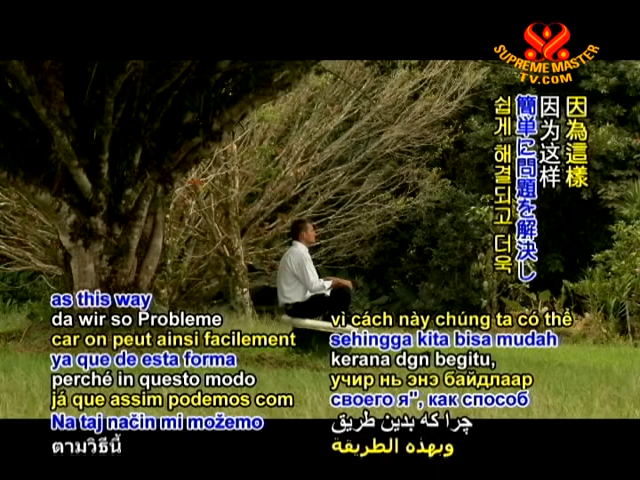 SUPREME MASTER
TV.COM
因為這樣
因为这样
簡単に問題を解決し
쉽게 해결되고 더욱
as this way
da wir so Probleme
car on peut ainsi facilement
ya que de esta forma
perché in questo modo
já que assim podemos com
Na taj način mi možemo
ตามวิธีนี้
vì cách này chúng ta có thể
sehingga kita bisa mudah
kerana dgn begitu,
учир нь энэ байдлаар
своего я", как способ
چرا که بدین طریق
وبهذه الطريقة